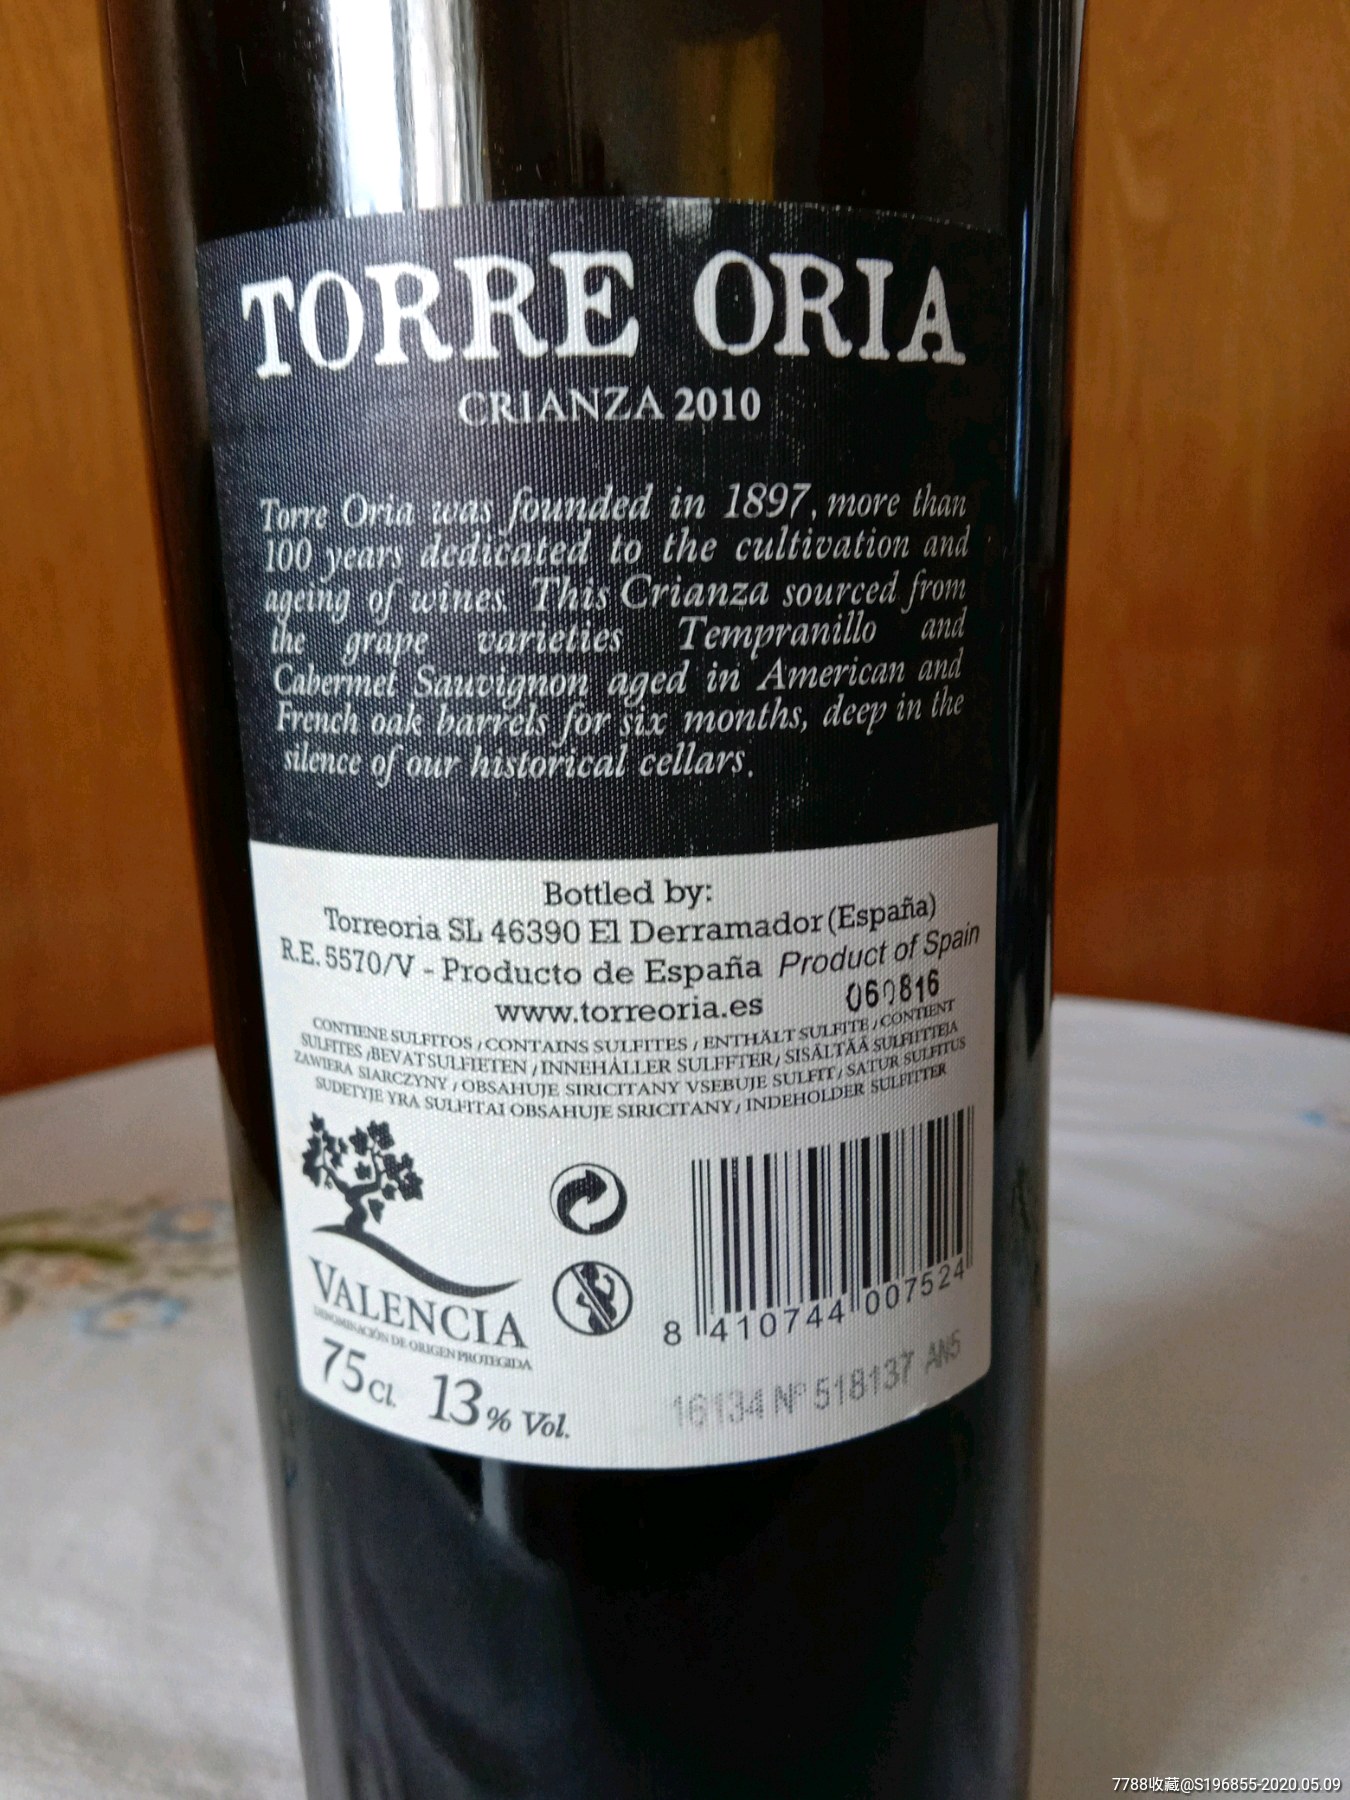 TORRE ORIA
CRIANZA 2010
Torre Oria was founded in 1897, more than
100 years dedicated to the cultivation and
ageing of wines. This Crianza sourced from
the grape varieties Tempranillo and
Cabernet Sauvignon aged in American and
French oak barrels for six months, deep in the
silence of our historical cellars.
Bottled by:
Torreoria SL 46390 El Derramador (España)
R.E. 5570/V - Producto de España Product of Spain
www.torreoria.es 060816
CONTIENE SULFITOS / CONTAINS SULFITES / ENTHÄLT SULFITE / CONTIENT
SULFITES / BEVAT SULFIETEN / INNEHÅLLER SULFFTER / SISÄLTÄÄ SULFIITTEJA
ZAWIERA SIARCZYNY / OBSAHUJE SIRICITANY VSEBUJE SULFIT / SATUR SULFITUS
SUDETYJE YRA SULFITAI OBSAHUJE SIRICITANY / INDEHOLDER SULFITTER
VALENCIA
DENOMINACIÓN DE ORIGEN PROTEGIDA
75 CL. 13 % Vol.
8 410744 007524
16134 Nº 518137 AN5
7788收藏@S196855-2020.05.09